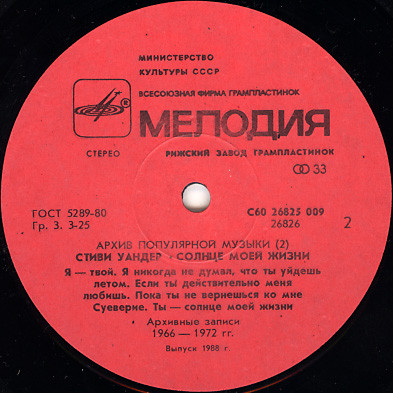 МИНИСТЕРСТВО
КУЛЬТУРЫ СССР
ВСЕСОЮЗНАЯ ФИРМА ГРАМПЛАСТИНОК
МЕЛОДИЯ
СТЕРЕО
РИЖСКИЙ ЗАВОД ГРАМПЛАСТИНОК
33
ГОСТ 5289-80
С60 26825 009
Гр. 3. 3-25
26826
2
АРХИВ ПОПУЛЯРНОЙ МУЗЫКИ (2)
СТИВИ УАНДЕР · СОЛНЦЕ МОЕЙ ЖИЗНИ
Я — твой. Я никогда не думал, что ты уйдешь
летом. Если ты действительно меня
любишь. Пока ты не вернешься ко мне
Суеверие. Ты — солнце моей жизни
Архивные записи
1966 — 1972 гг.
Выпуск 1988 г.